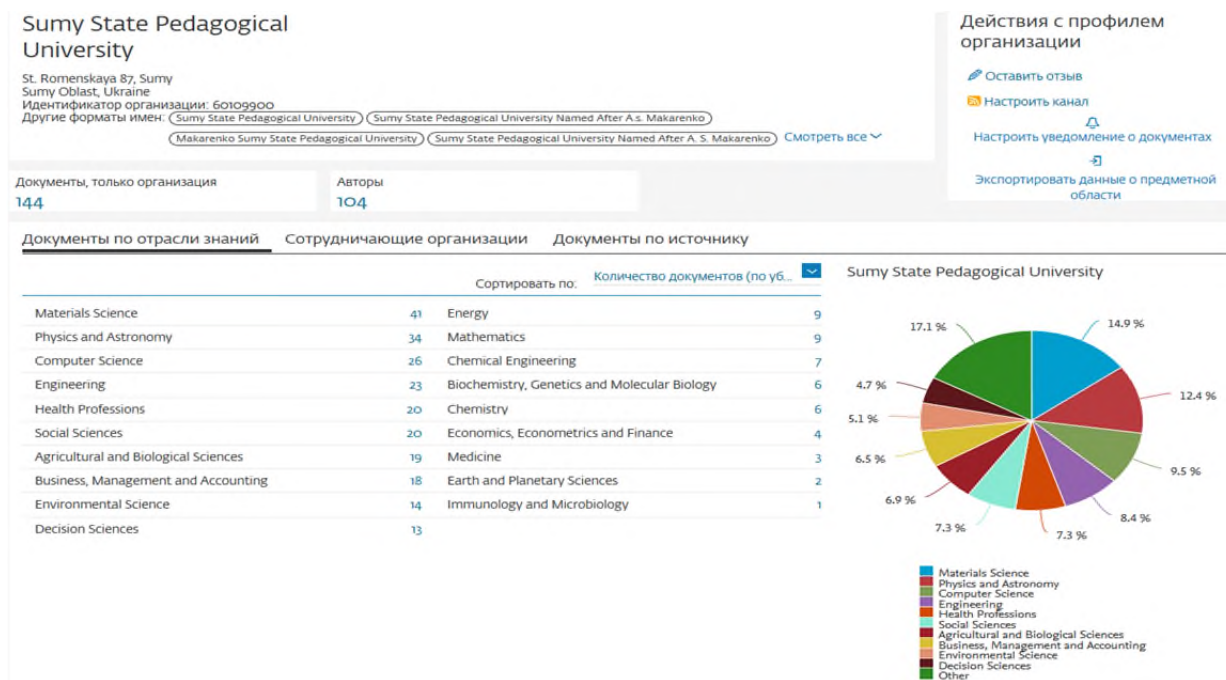 Sumy State Pedagogical
University
St. Romenskaya 87, Sumy
Sumy Oblast, Ukraine
Идентификатор организации: 60109900
Другие форматы имен: Sumy State Pedagogical University Sumy State Pedagogical University Named After A.s. Makarenko
Makarenko Sumy State Pedagogical University Sumy State Pedagogical University Named After A. S. Makarenko Смотреть все
Действия с профилем
организации
Оставить отзыв
Настроить канал
Настроить уведомление о документах
Экспортировать данные о предметной
области
Документы, только организация
144
Авторы
104
Документы по отрасли знаний Сотрудничающие организации Документы по источнику
Сортировать по: Количество документов (по уб...
Materials Science 41
Physics and Astronomy 34
Computer Science 26
Engineering 23
Health Professions 20
Social Sciences 20
Agricultural and Biological Sciences 19
Business, Management and Accounting 18
Environmental Science 14
Decision Sciences 13
Energy 9
Mathematics 9
Chemical Engineering 7
Biochemistry, Genetics and Molecular Biology 6
Chemistry 6
Economics, Econometrics and Finance 4
Medicine 3
Earth and Planetary Sciences 2
Immunology and Microbiology 1
Sumy State Pedagogical University
14.9 %
12.4 %
9.5 %
8.4 %
7.3 %
7.3 %
6.9 %
6.5 %
5.1 %
4.7 %
17.1 %
Materials Science
Physics and Astronomy
Computer Science
Engineering
Health Professions
Social Sciences
Agricultural and Biological Sciences
Business, Management and Accounting
Environmental Science
Decision Sciences
Other